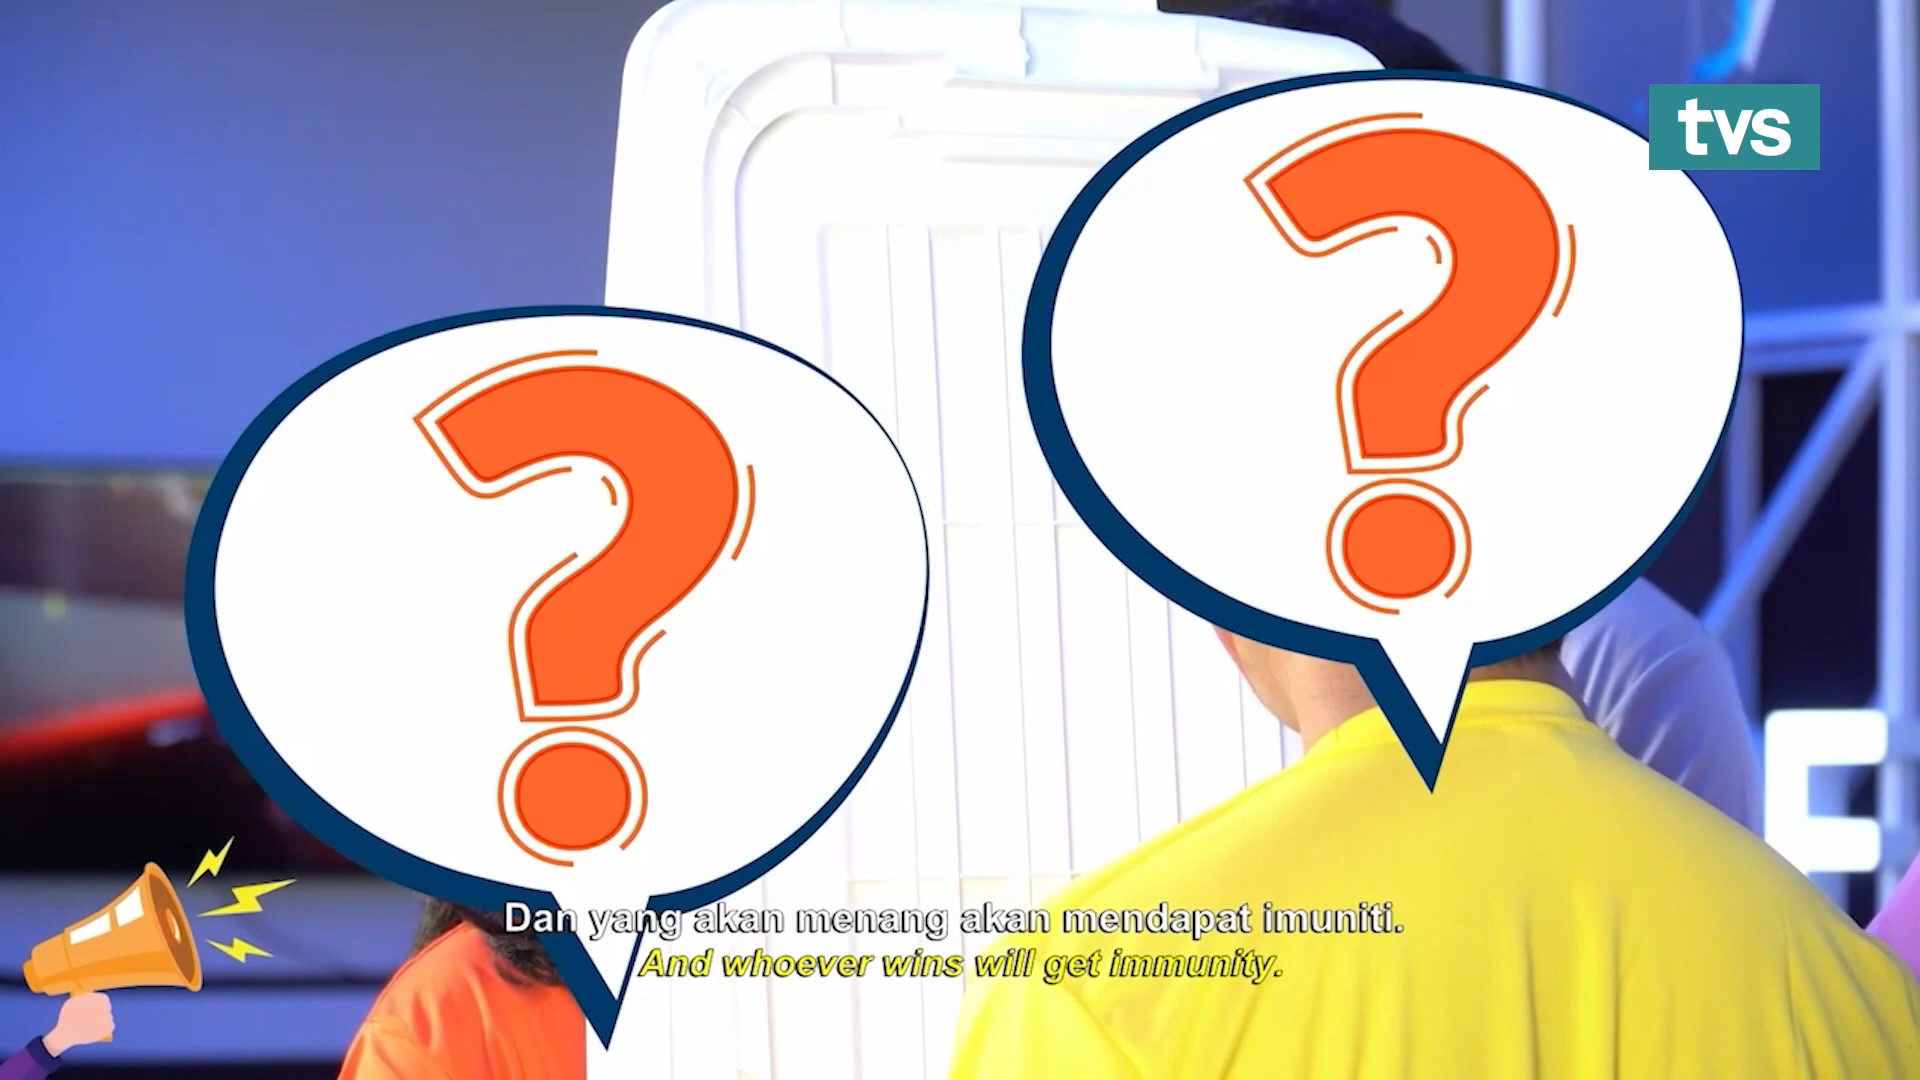 tvs
?
?
E
Dan yang akan menang akan mendapat imuniti.
And whoever wins will get immunity.